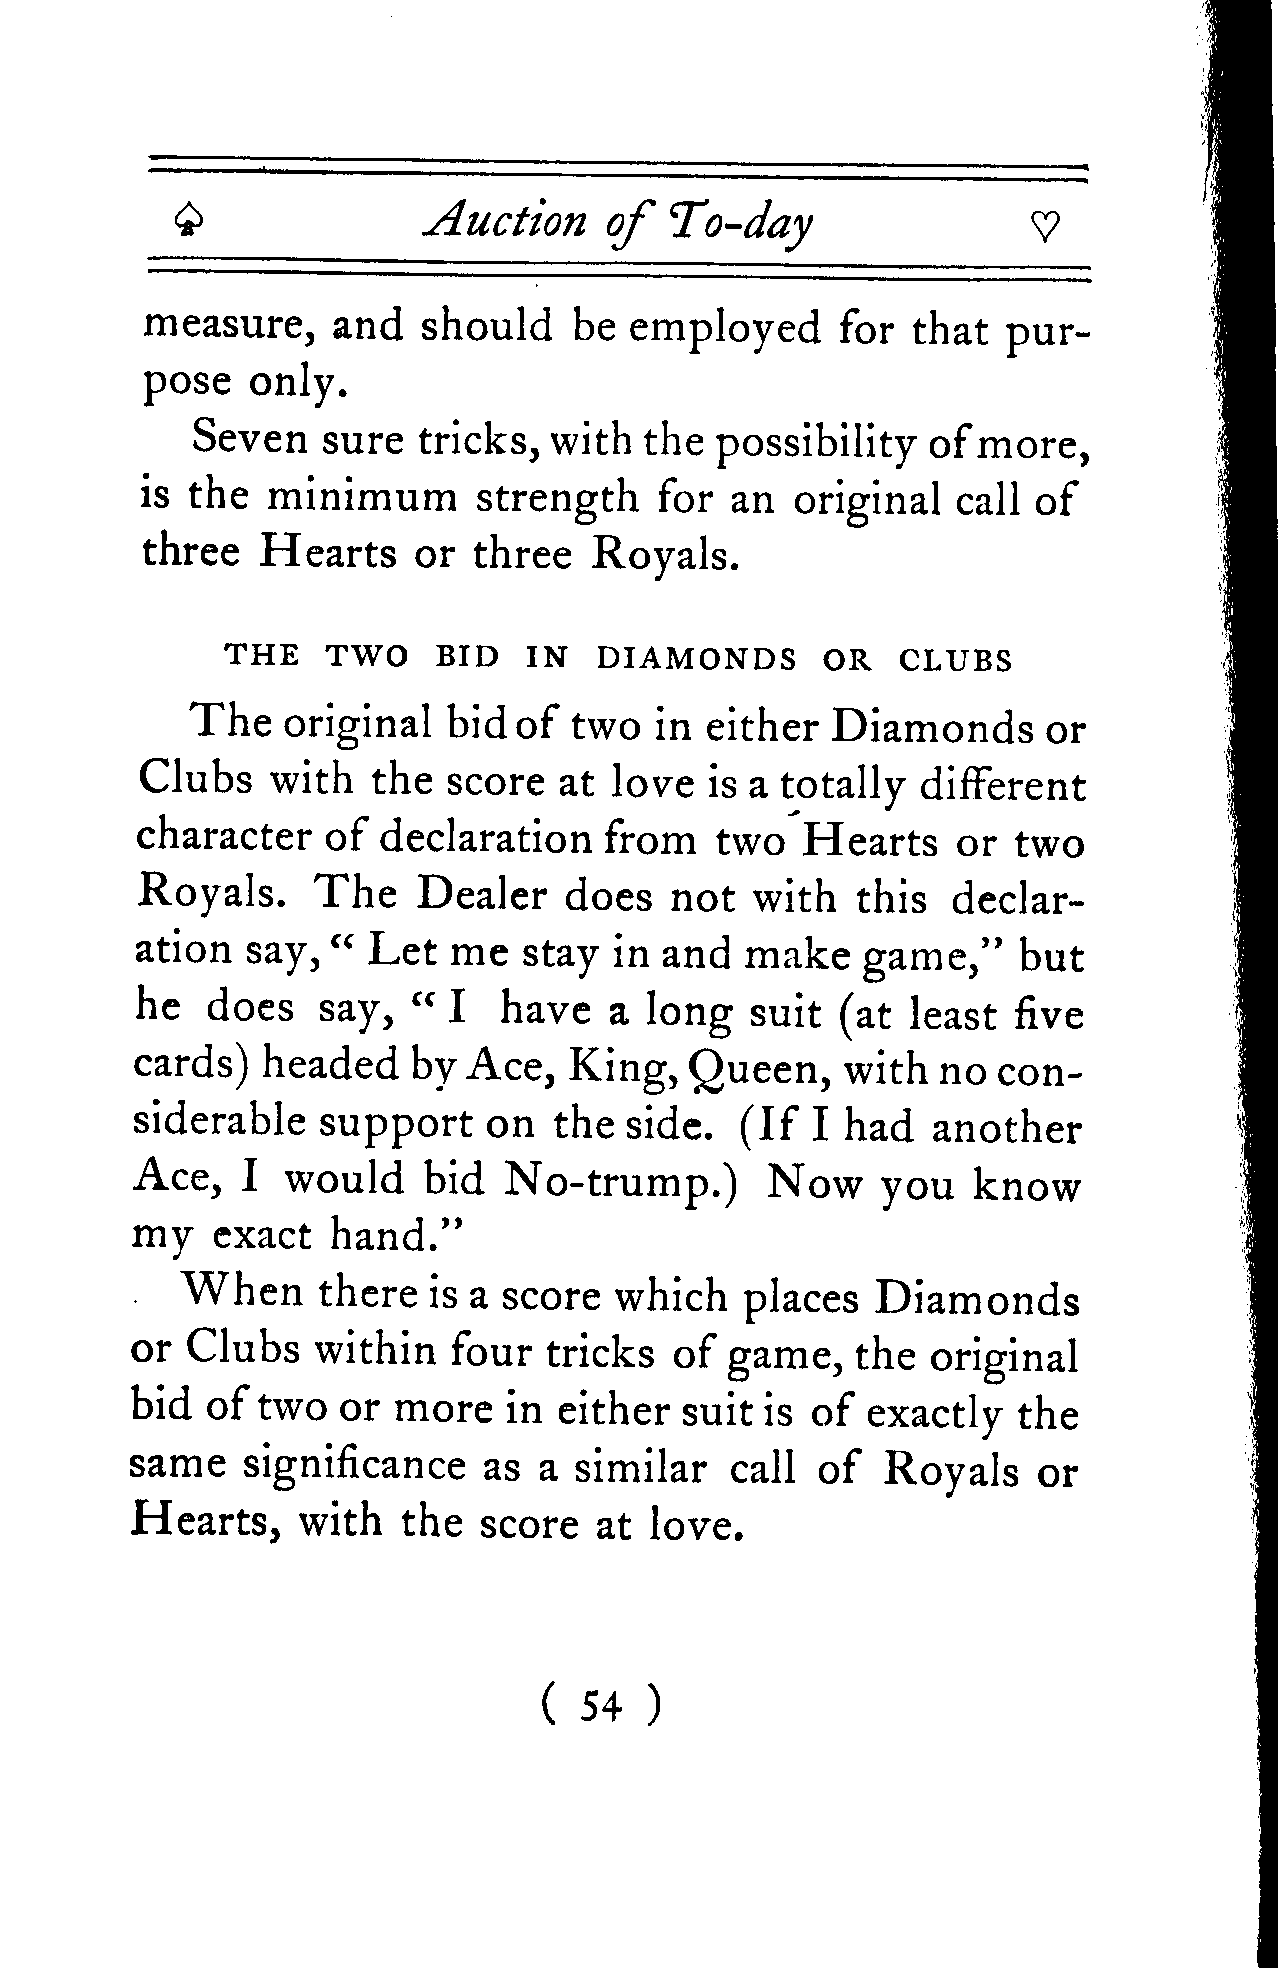 ♤ Auction of To-day ♡
measure, and should be employed for that pur-
pose only.
Seven sure tricks, with the possibility of more,
is the minimum strength for an original call of
three Hearts or three Royals.
THE TWO BID IN DIAMONDS OR CLUBS
The original bid of two in either Diamonds or
Clubs with the score at love is a totally different
character of declaration from two Hearts or two
Royals. The Dealer does not with this declar-
ation say, “ Let me stay in and make game,” but
he does say, “ I have a long suit (at least five
cards) headed by Ace, King, Queen, with no con-
siderable support on the side. (If I had another
Ace, I would bid No-trump.) Now you know
my exact hand.”
When there is a score which places Diamonds
or Clubs within four tricks of game, the original
bid of two or more in either suit is of exactly the
same significance as a similar call of Royals or
Hearts, with the score at love.
( 54 )